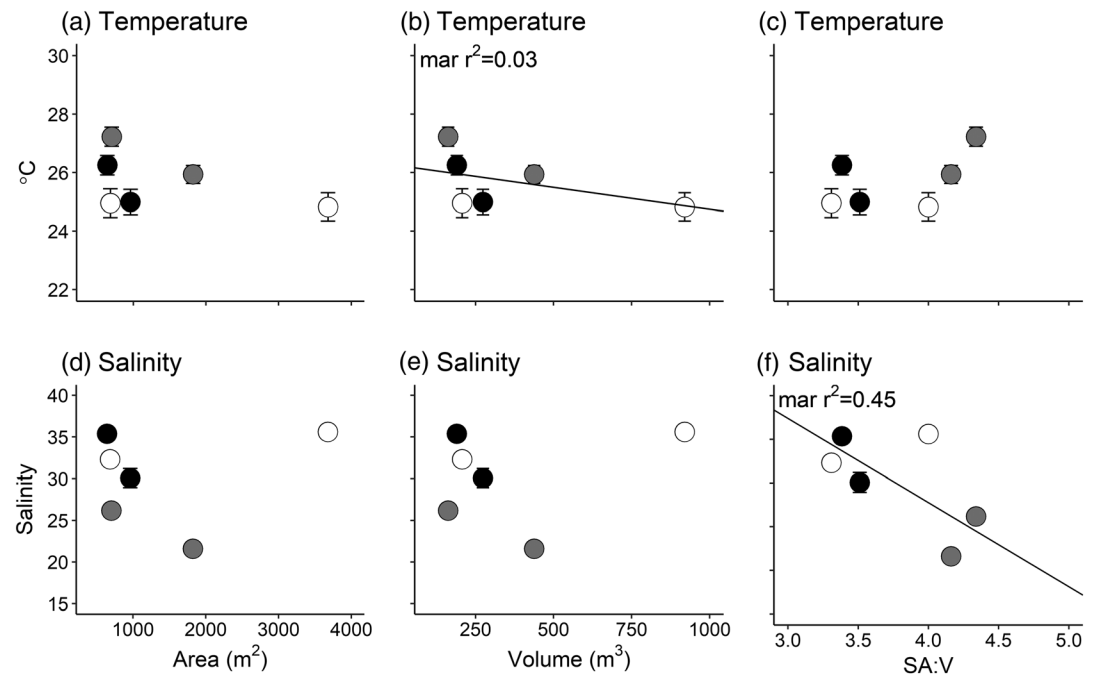 (a) Temperature
(b) Temperature
(c) Temperature
mar r²=0.03
30
28
26
24
22
°C
(d) Salinity
(e) Salinity
(f) Salinity
mar r²=0.45
40
35
30
25
20
15
Salinity
1000 2000 3000 4000
250 500 750 1000
3.0 3.5 4.0 4.5 5.0
Area (m²)
Volume (m³)
SA:V